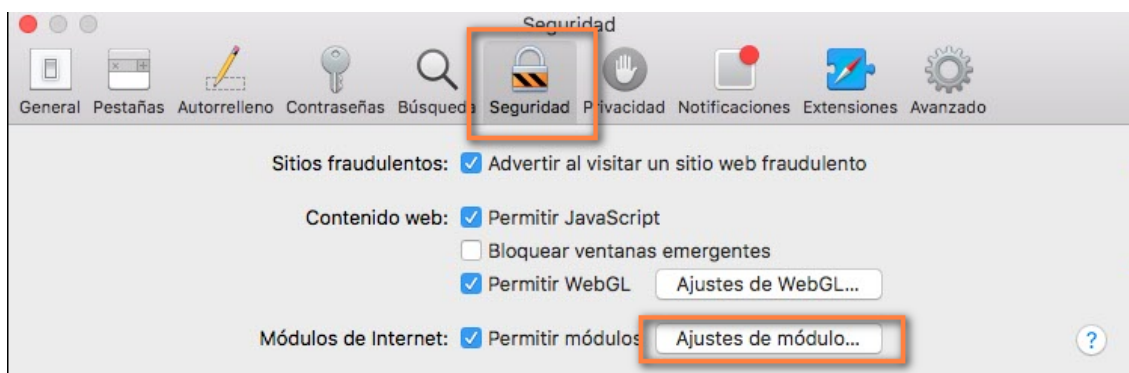 Seguridad
General Pestañas Autorrelleno Contraseñas Búsqueda Seguridad Privacidad Notificaciones Extensiones Avanzado
Sitios fraudulentos: Advertir al visitar un sitio web fraudulento
Contenido web: Permitir JavaScript
Bloquear ventanas emergentes
Permitir WebGL Ajustes de WebGL...
Módulos de Internet: Permitir módulos Ajustes de módulo... ?